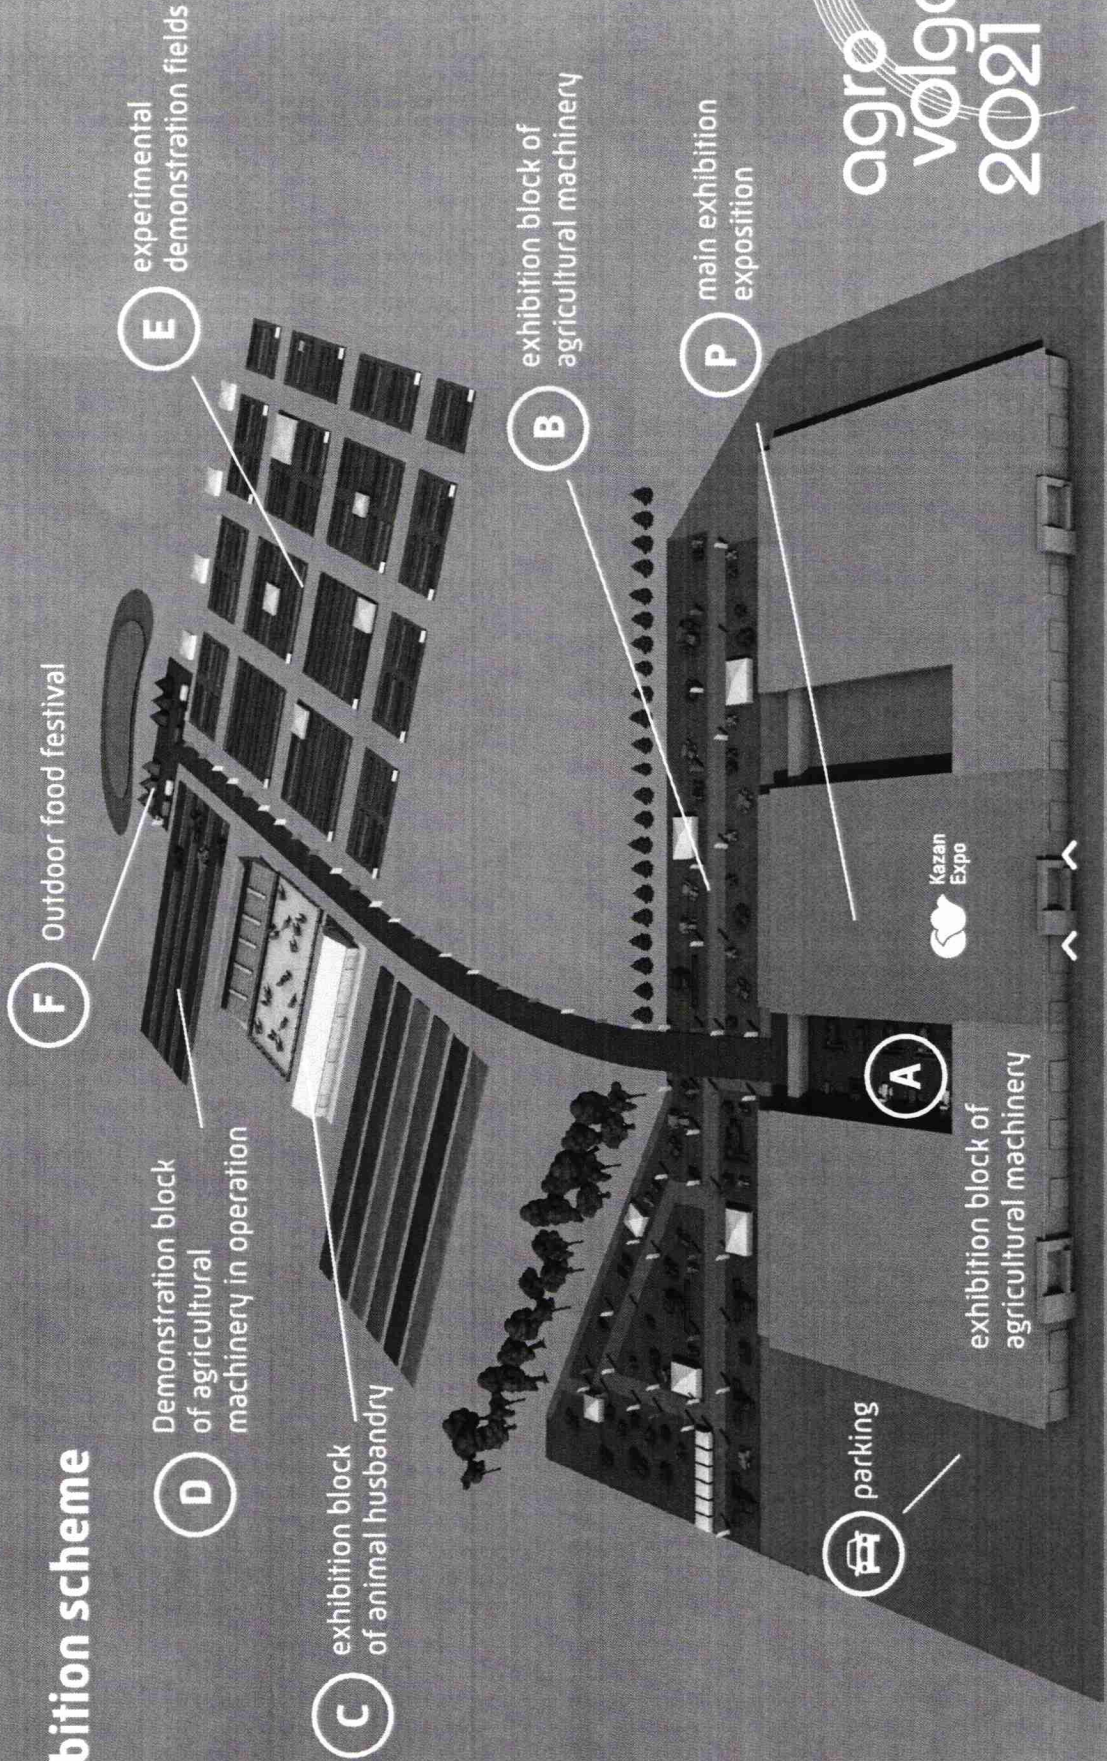 bition scheme
F
Outdoor food festival
E
experimental
demonstration fields
D
Demonstration block
of agricultural
machinery in operation
C
exhibition block
of animal husbandry
B
exhibition block of
agricultural machinery
P
main exhibition
exposition
parking
A
exhibition block of
agricultural machinery
Kazan
Expo
agro
volga
2021